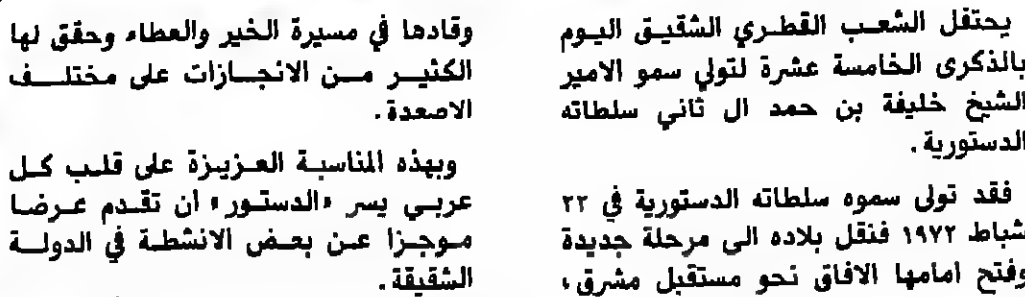 يحتفل الشعب القطري الشقيق اليوم
بالذكرى الخامسة عشرة لتولي سمو الامير
الشيخ خليفة بن حمد ال ثاني سلطاته
الدستورية .
فقد تولى سموه سلطاته الدستورية في ٢٢
شباط ١٩٧٢ فنقل بلاده الى مرحلة جديدة
وفتح امامها الافاق نحو مستقبل مشرق ،
وقادها في مسيرة الخير والعطاء وحقق لها
الكثير من الانجازات على مختلف
الاصعدة .
وبهذه المناسبة العزيزة على قلب كل
عربي يسر «الدستور» ان تقدم عرضا
موجزا عن بعض الانشطة في الدولة
الشقيقة .